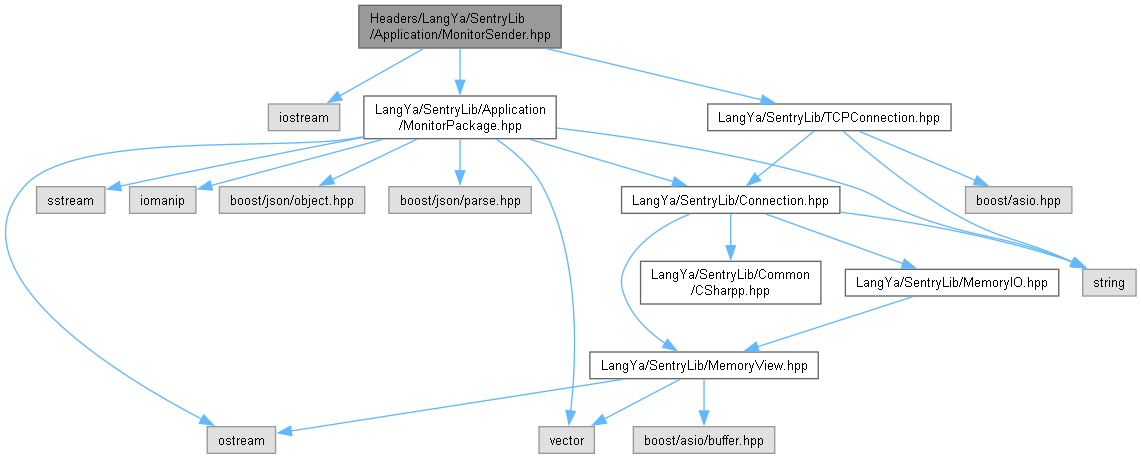 Headers/LangYa/SentryLib
/Application/MonitorSender.hpp
iostream
LangYa/SentryLib/Application
/MonitorPackage.hpp
LangYa/SentryLib/TCPConnection.hpp
sstream
iomanip
boost/json/object.hpp
boost/json/parse.hpp
LangYa/SentryLib/Connection.hpp
boost/asio.hpp
LangYa/SentryLib/Common
/CSharpp.hpp
LangYa/SentryLib/MemoryIO.hpp
string
LangYa/SentryLib/MemoryView.hpp
ostream
vector
boost/asio/buffer.hpp